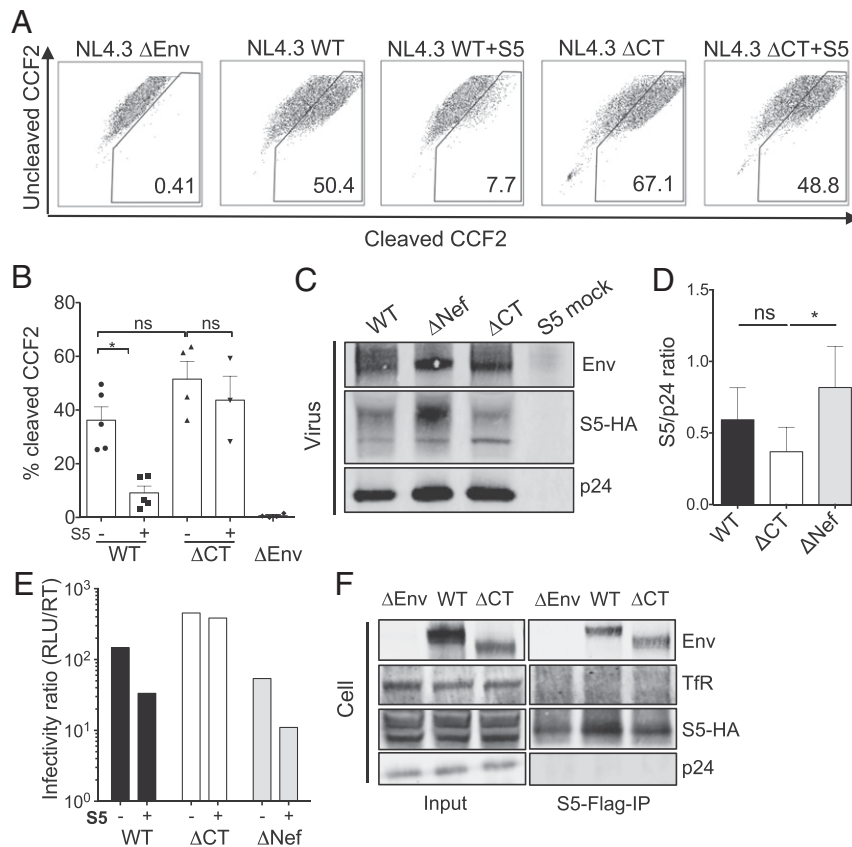 A
NL4.3 ΔEnv NL4.3 WT NL4.3 WT+S5 NL4.3 ΔCT NL4.3 ΔCT+S5
Uncleaved CCF2
0.41 50.4 7.7 67.1 48.8
Cleaved CCF2
B
% cleaved CCF2
80
60
40
20
0
ns ns
*
S5 - + - +
WT ΔCT ΔEnv
C
WT ΔNef ΔCT S5 mock
Virus
Env
S5-HA
p24
D
S5/p24 ratio
1.5
1.0
0.5
0.0
ns *
WT ΔCT ΔNef
E
Infectivity ratio (RLU/RT)
10³
10²
10¹
10⁰
S5 - + - + - +
WT ΔCT ΔNef
F
ΔEnv WT ΔCT ΔEnv WT ΔCT
Cell
Env
TfR
S5-HA
p24
Input S5-Flag-IP